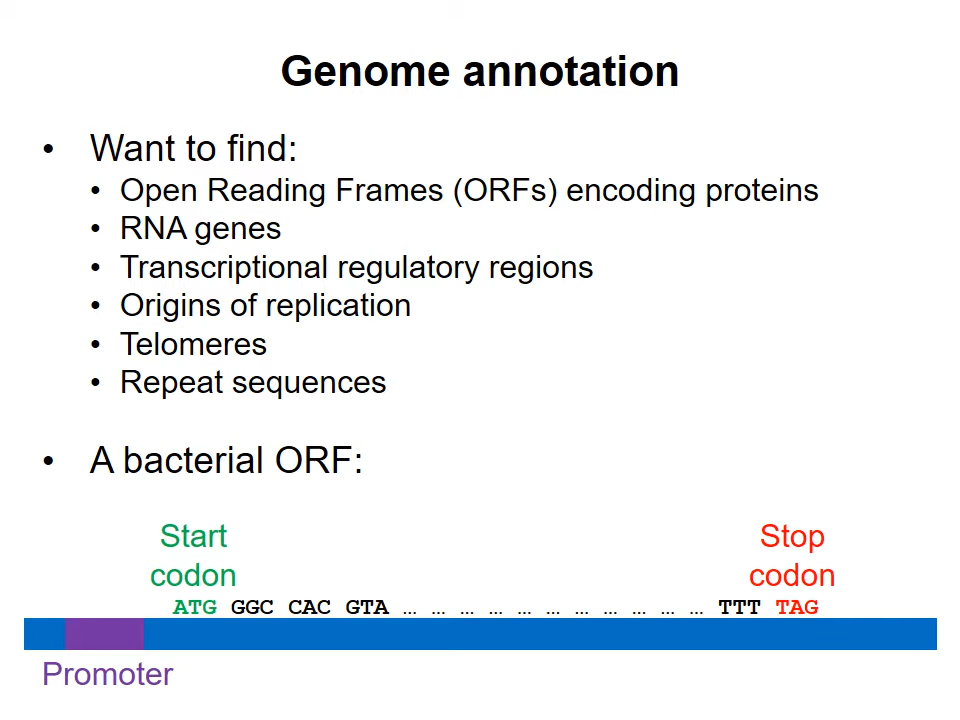 Genome annotation
• Want to find:
• Open Reading Frames (ORFs) encoding proteins
• RNA genes
• Transcriptional regulatory regions
• Origins of replication
• Telomeres
• Repeat sequences
• A bacterial ORF:
Start codon
Stop codon
ATG GGC CAC GTA ... ... ... ... ... ... ... ... ... ... ... TTT TAG
Promoter